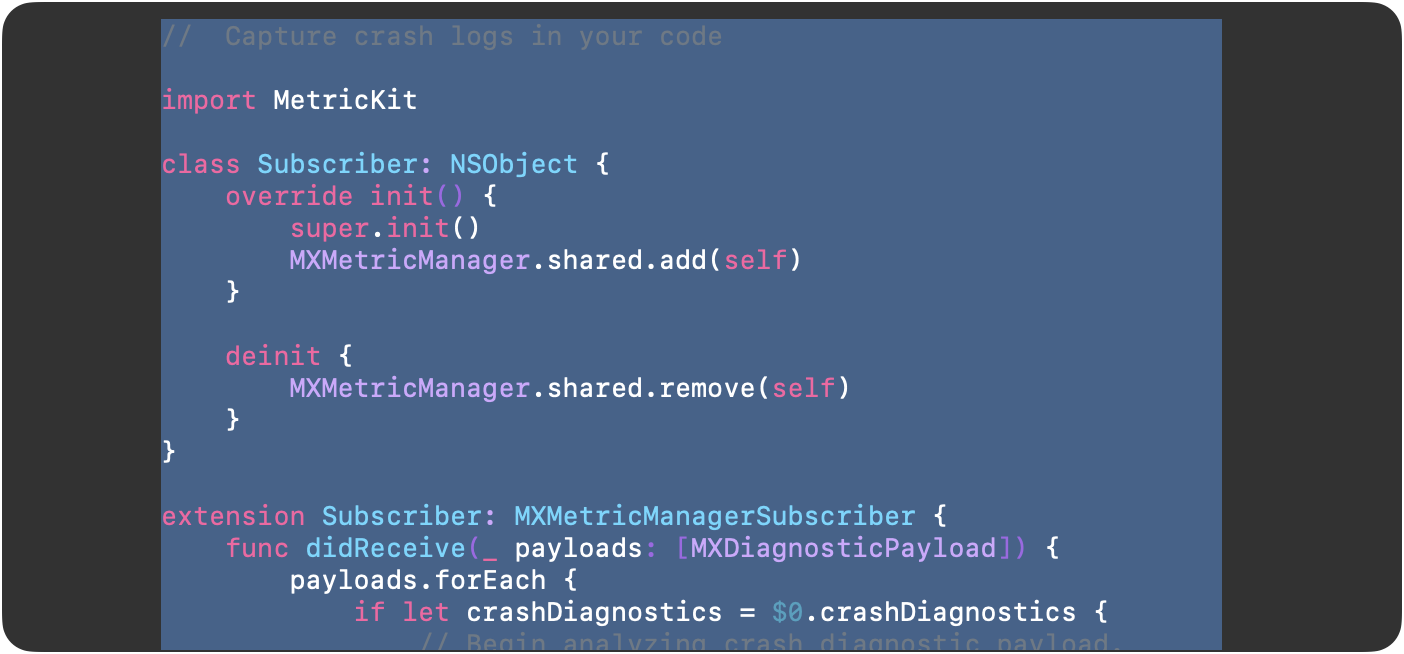 //  Capture crash logs in your code
import MetricKit
class Subscriber: NSObject {
    override init() {
        super.init()
        MXMetricManager.shared.add(self)
    }
    deinit {
        MXMetricManager.shared.remove(self)
    }
}
extension Subscriber: MXMetricManagerSubscriber {
    func didReceive(_ payloads: [MXDiagnosticPayload]) {
        payloads.forEach {
            if let crashDiagnostics = $0.crashDiagnostics {
                // Begin analyzing crash diagnostic payload.